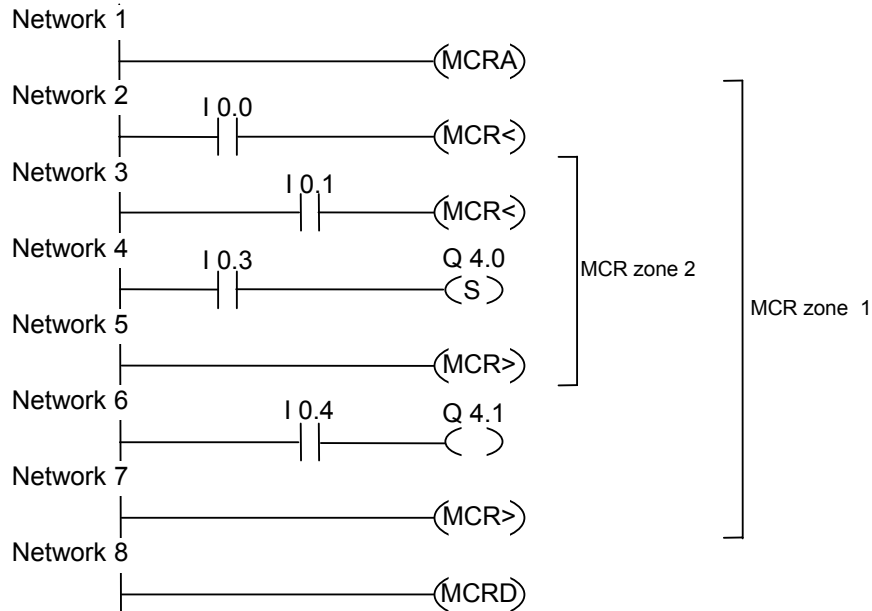 Network 1
(MCRA)
Network 2
I 0.0
(MCR<)
Network 3
I 0.1
(MCR<)
Network 4
I 0.3 Q 4.0
(S)
MCR zone 2
MCR zone 1
Network 5
(MCR>)
Network 6
I 0.4 Q 4.1
( )
Network 7
(MCR>)
Network 8
(MCRD)